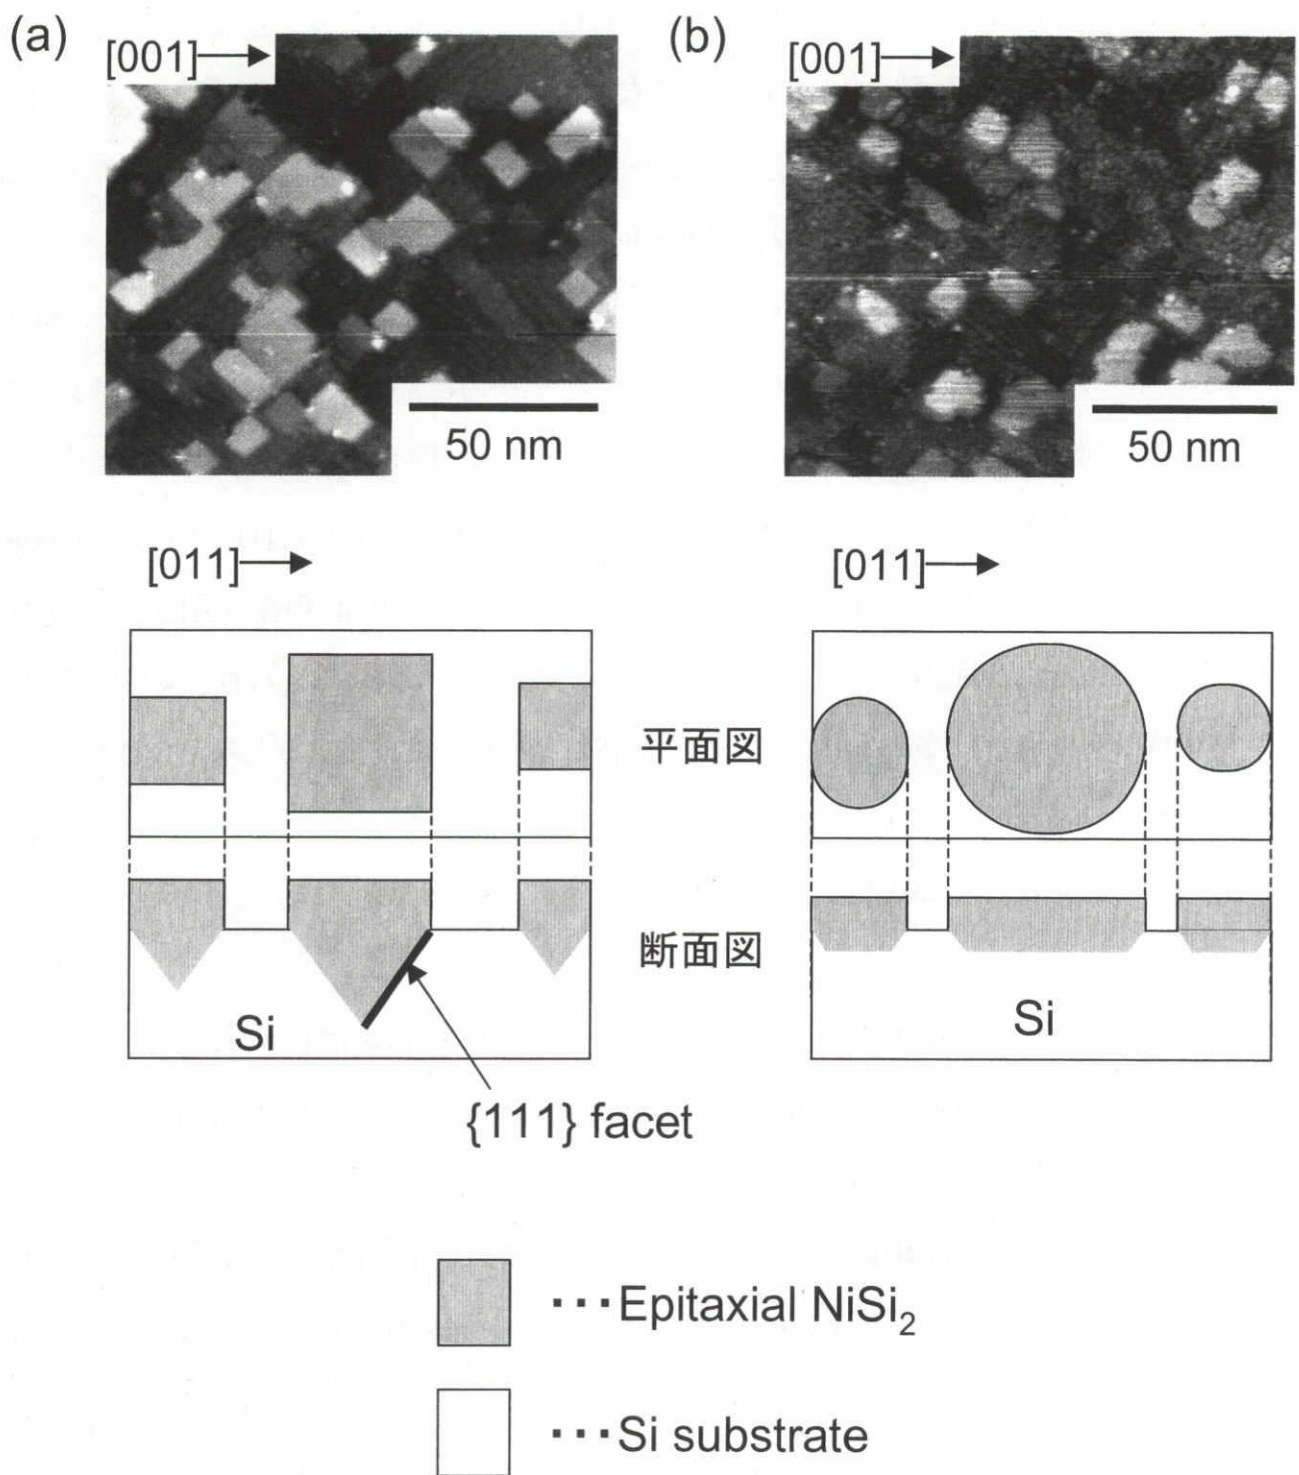 (a)
[001]
50 nm
(b)
[001]
50 nm
[011]
[011]
平面図
断面図
Si
Si
{111} facet
･･･Epitaxial NiSi₂
･･･Si substrate